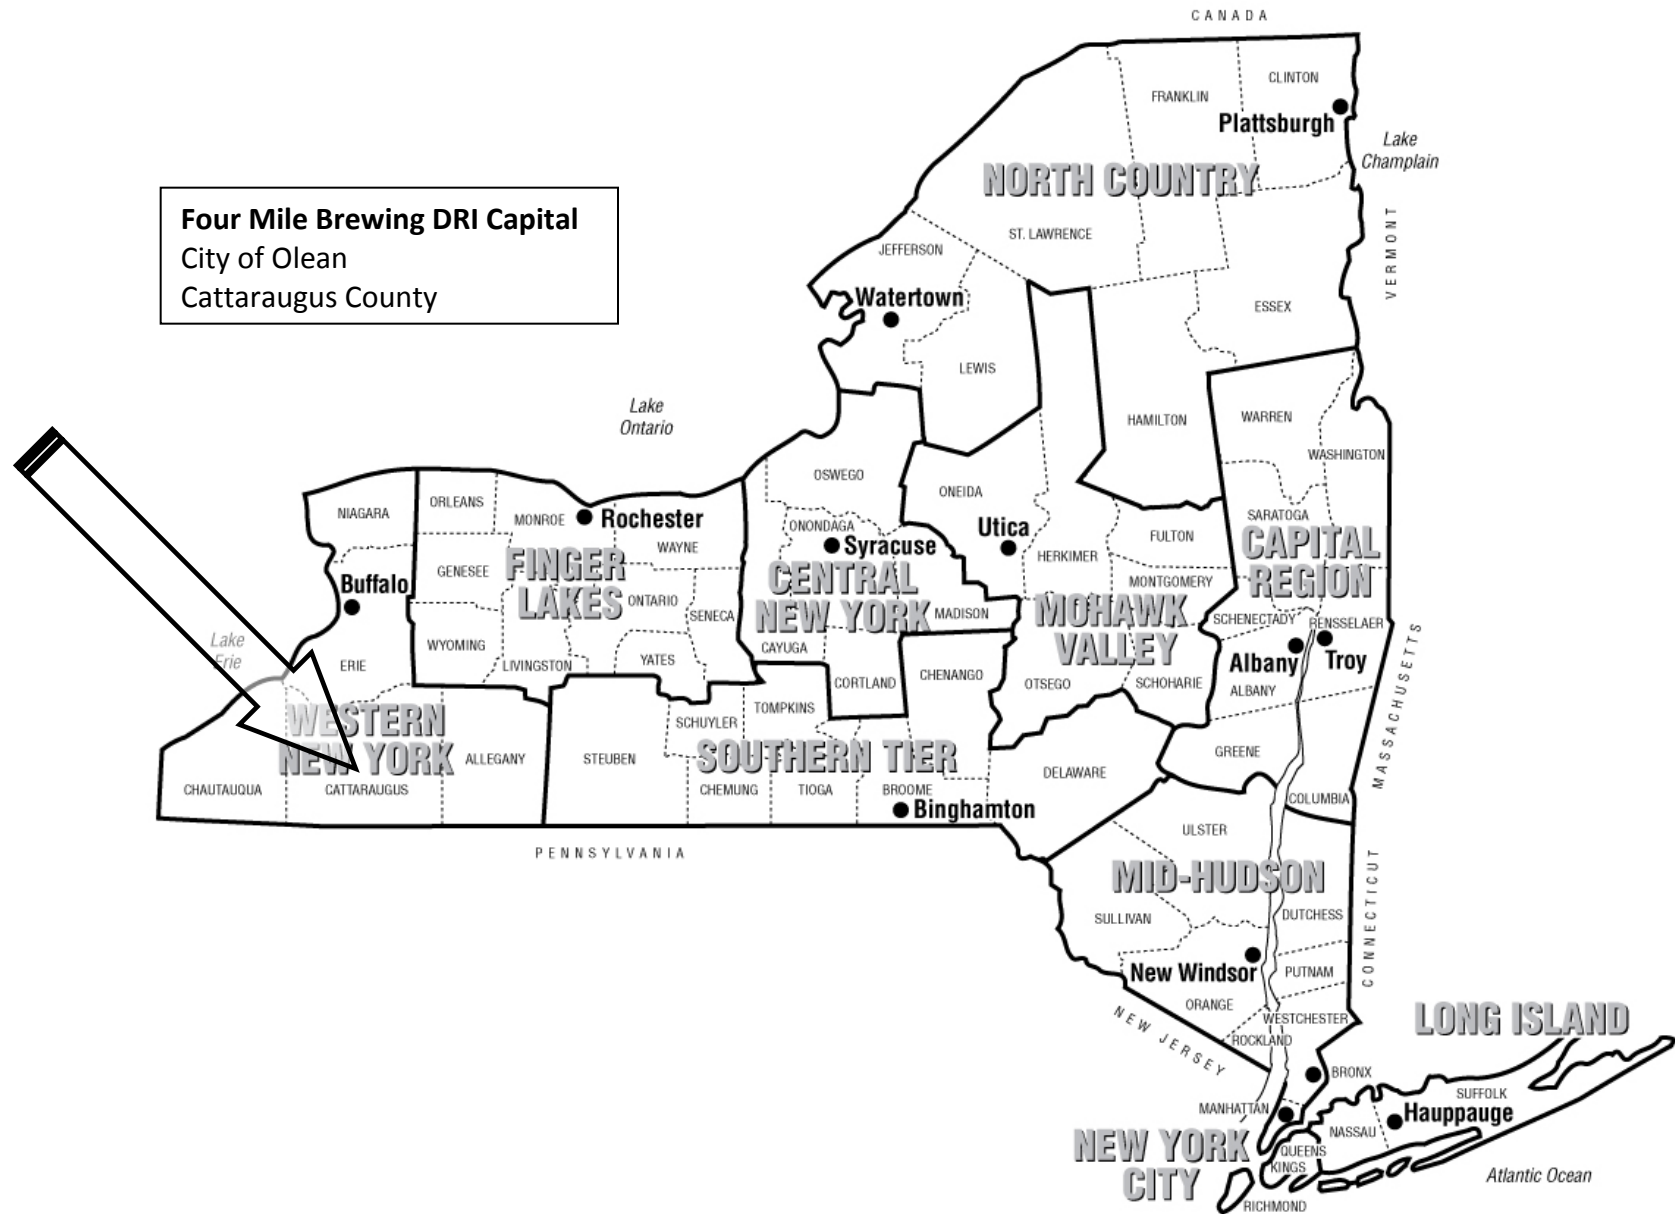 CANADA
CLINTON
FRANKLIN
Plattsburgh
Lake
Champlain
NORTH COUNTRY
Four Mile Brewing DRI Capital
City of Olean
Cattaraugus County
ST. LAWRENCE
JEFFERSON
VERMONT
Watertown
ESSEX
LEWIS
Lake
Ontario
HAMILTON
WARREN
WASHINGTON
OSWEGO
ONEIDA
NIAGARA
ORLEANS
MONROE
Rochester
ONONDAGA
Utica
SARATOGA
FULTON
Syracuse
WAYNE
HERKIMER
CAPITAL
REGION
GENESEE
FINGER
LAKES
Buffalo
CENTRAL
NEW YORK
MONTGOMERY
ONTARIO
SENECA
MADISON
MOHAWK
VALLEY
SCHENECTADY
RENSSELAER
Lake
Erie
ERIE
WYOMING
LIVINGSTON
YATES
CAYUGA
CORTLAND
CHENANGO
OTSEGO
SCHOHARIE
Albany
Troy
ALBANY
MASSACHUSETTS
WESTERN
NEW YORK
ALLEGANY
STEUBEN
SCHUYLER
TOMPKINS
SOUTHERN TIER
GREENE
DELAWARE
CHAUTAUQUA
CATTARAUGUS
CHEMUNG
TIOGA
BROOME
Binghamton
COLUMBIA
PENNSYLVANIA
ULSTER
MID-HUDSON
SULLIVAN
DUTCHESS
CONNECTICUT
New Windsor
PUTNAM
ORANGE
WESTCHESTER
ROCKLAND
NEW JERSEY
LONG ISLAND
BRONX
SUFFOLK
MANHATTAN
Hauppauge
NASSAU
NEW YORK
CITY
QUEENS
KINGS
Atlantic Ocean
RICHMOND